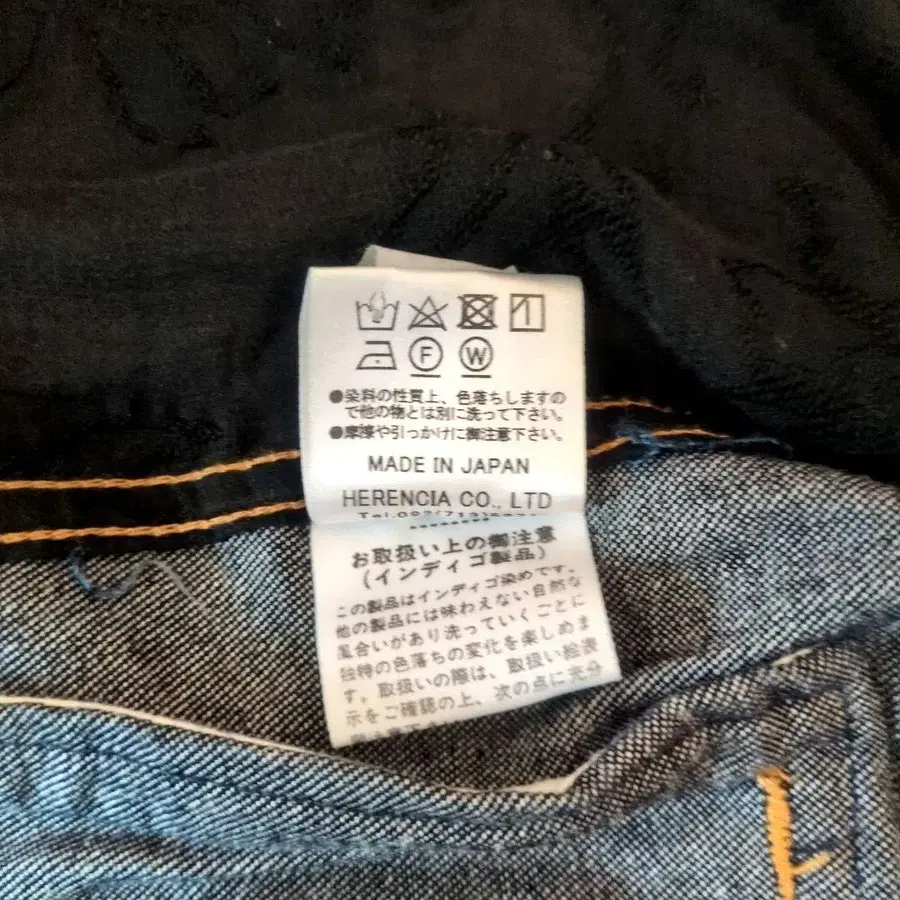 F W
●染料の性質上、色落ちしますの
で他の物とは別に洗って下さい。
●摩擦や引っかけに御注意下さい。
MADE IN JAPAN
HERENCIA CO., LTD
お取扱い上の御注意
(インディゴ製品)
この製品はインディゴ染めです。
他の製品には味わえない自然な
風合いがあり洗っていくごとに
独特の色落ちの変化を楽しめま
す。取扱いの際は、取扱い絵表
示をご確認の上、次の点に充分